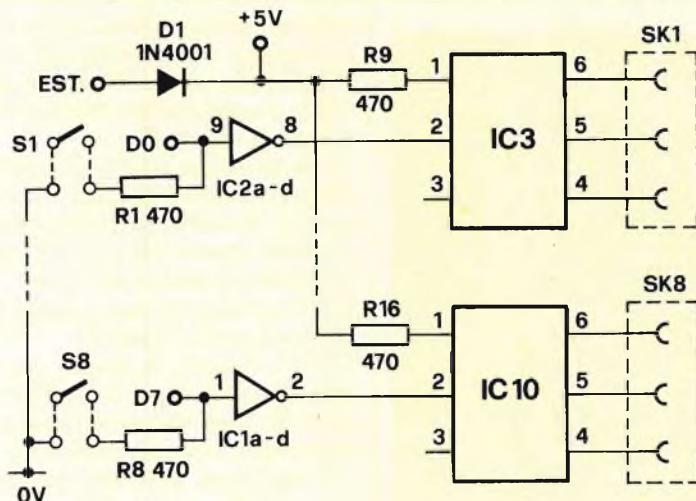 D1
1N4001
+5V
EST.
R9
470
1
2
3
IC3
6
5
4
SK1
S1
D0
9
8
IC2a-d
R1 470
R16
470
1
2
3
IC10
6
5
4
SK8
S8
D7
1
2
IC1a-d
R8 470
0V